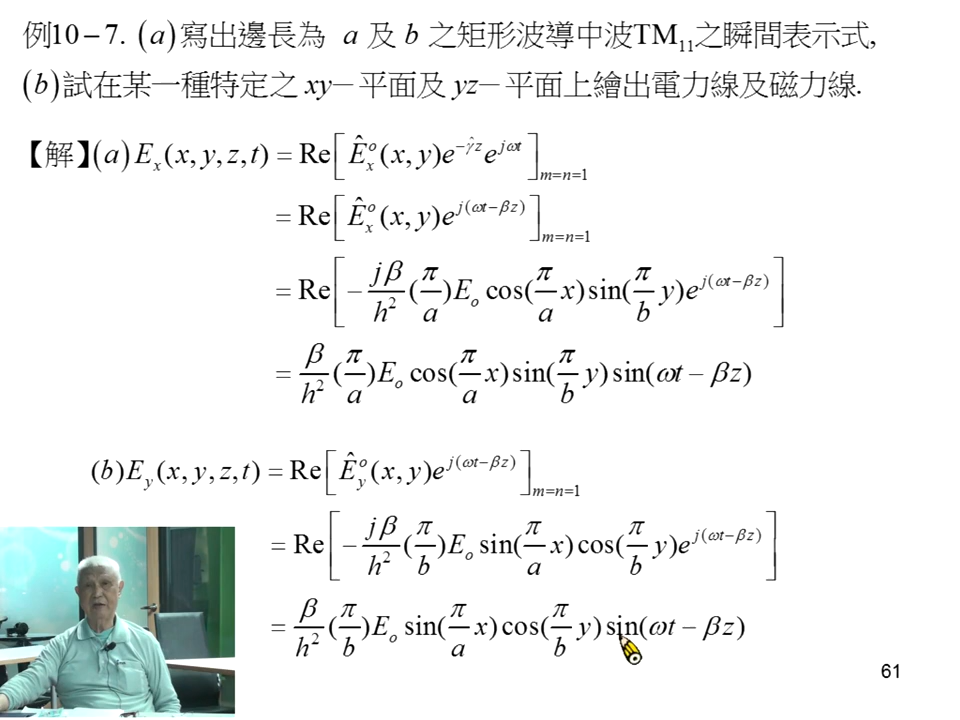 例10－7. (a)寫出邊長為 a 及 b 之矩形波導中波TM₁₁之瞬間表示式,
(b)試在某一種特定之 xy－平面及 yz－平面上繪出電力線及磁力線.
【解】(a) Eₓ(x, y, z, t) = Re[Êₓᵒ(x, y)e^{-γ̂z}e^{jωt}]_{m=n=1}
= Re[Êₓᵒ(x, y)e^{j(ωt−βz)}]_{m=n=1}
= Re[−(jβ/h²)(π/a)Eₒ cos((π/a)x)sin((π/b)y)e^{j(ωt−βz)}]
= (β/h²)(π/a)Eₒ cos((π/a)x)sin((π/b)y)sin(ωt − βz)
(b)E_y(x, y, z, t) = Re[Ê_yᵒ(x, y)e^{j(ωt−βz)}]_{m=n=1}
= Re[−(jβ/h²)(π/b)Eₒ sin((π/a)x)cos((π/b)y)e^{j(ωt−βz)}]
= (β/h²)(π/b)Eₒ sin((π/a)x)cos((π/b)y)sin(ωt − βz)
61